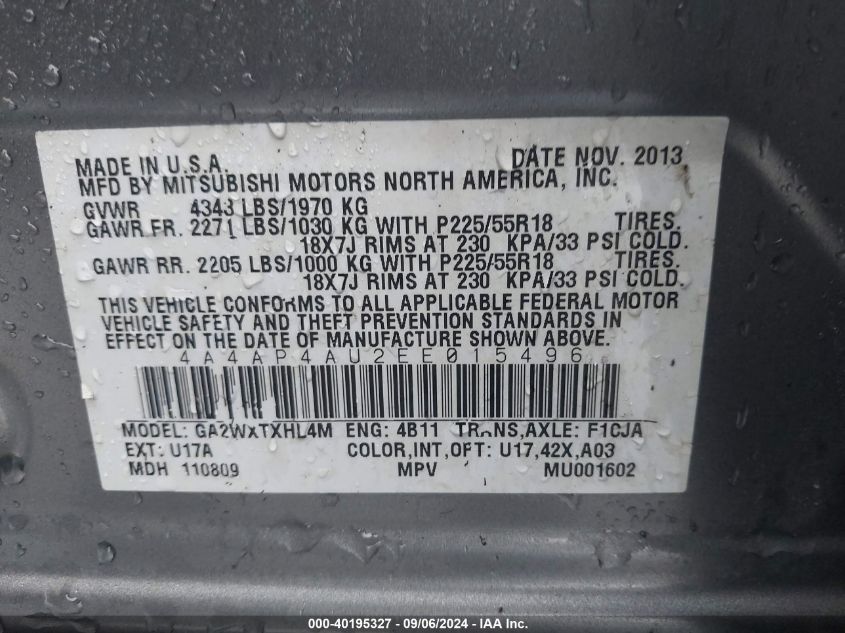 MADE IN U.S.A. DATE NOV. 2013
MFD BY MITSUBISHI MOTORS NORTH AMERICA, INC.
GVWR 4343 LBS/1970 KG
GAWR FR. 2271 LBS/1030 KG WITH P225/55R18 TIRES,
18X7J RIMS AT 230 KPA/33 PSI COLD.
GAWR RR. 2205 LBS/1000 KG WITH P225/55R18 TIRES,
18X7J RIMS AT 230 KPA/33 PSI COLD.
THIS VEHICLE CONFORMS TO ALL APPLICABLE FEDERAL MOTOR
VEHICLE SAFETY AND THEFT PREVENTION STANDARDS IN
EFFECT ON THE DATE OF MANUFACTURE SHOWN ABOVE.
4A4AP4AU2EE015496
MODEL: GA2WXTXHL4M ENG: 4B11 TRANS,AXLE: F1CJA
EXT: U17A COLOR,INT,OPT: U17,42X,A03
MDH 110809 MPV MU001602
000-40195327 - 09/06/2024 - IAA Inc.